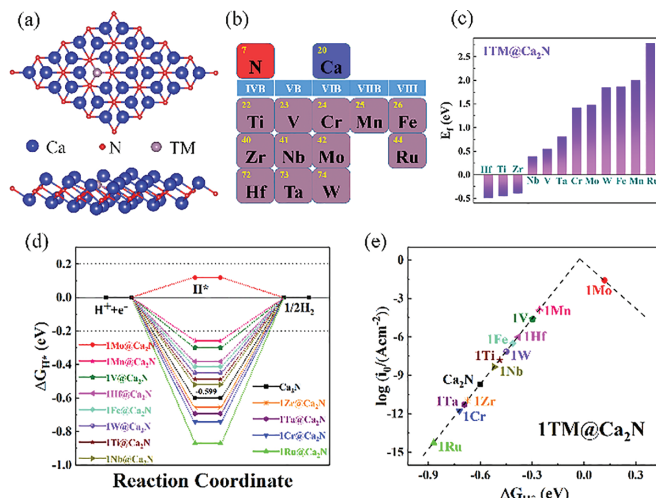 (a)
Ca
N
TM
(b)
7
N
20
Ca
IVB
VB
VIB
VIIB
VIII
22
Ti
23
V
24
Cr
25
Mn
26
Fe
40
Zr
41
Nb
42
Mo
44
Ru
72
Hf
73
Ta
74
W
(c)
1TM@Ca₂N
E_f (eV)
2.5
2.0
1.5
1.0
0.5
0.0
-0.5
Hf
Ti
Zr
Nb
V
Ta
Cr
Mo
W
Fe
Mn
Ru
(d)
ΔG_H* (eV)
0.2
0.0
-0.2
-0.4
-0.6
-0.8
-1.0
H⁺+e⁻
H*
1/2H₂
-0.599
1Mo@Ca₂N
1Mn@Ca₂N
1V@Ca₂N
1Hf@Ca₂N
1Fe@Ca₂N
1W@Ca₂N
1Ti@Ca₂N
1Nb@Ca₂N
Ca₂N
1Zr@Ca₂N
1Ta@Ca₂N
1Cr@Ca₂N
1Ru@Ca₂N
Reaction Coordinate
(e)
log (i₀/(Acm⁻²)
0
-3
-6
-9
-12
-15
1Mo
1Mn
1V
1Hf
1Fe
1W
1Ti
1Nb
Ca₂N
1Zr
1Ta
1Cr
1Ru
1TM@Ca₂N
-0.9
-0.6
-0.3
0.0
0.3
(eV)